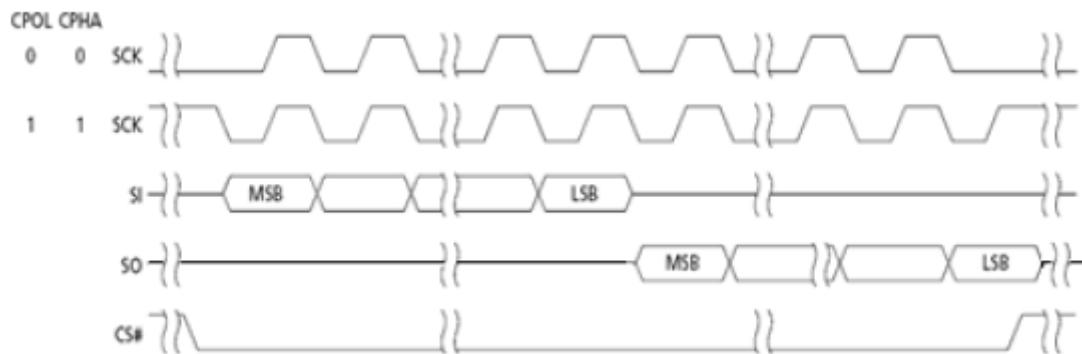 CPOL CPHA
0 0 SCK
1 1 SCK
SI MSB LSB
SO MSB LSB
CS#